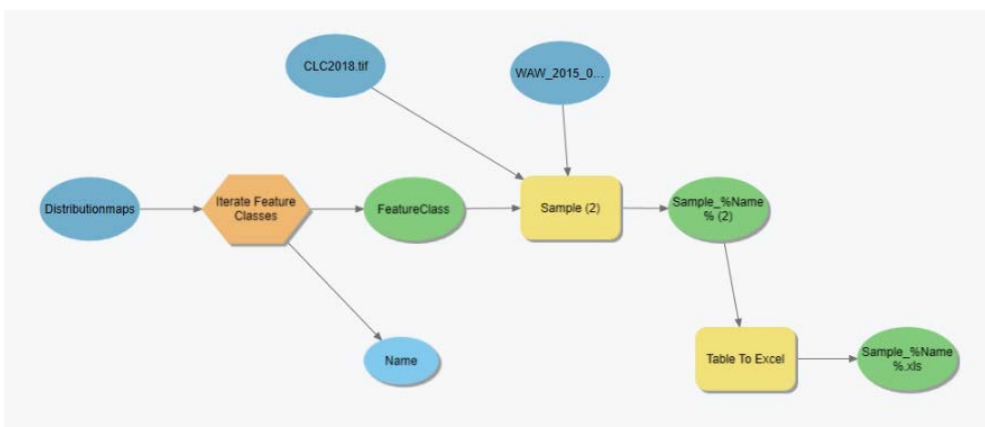 CLC2018.tif
WAW_2015_0...
Distributionmaps
Iterate Feature
Classes
FeatureClass
Sample (2)
Sample_%Name
% (2)
Name
Table To Excel
Sample_%Name
%.xls